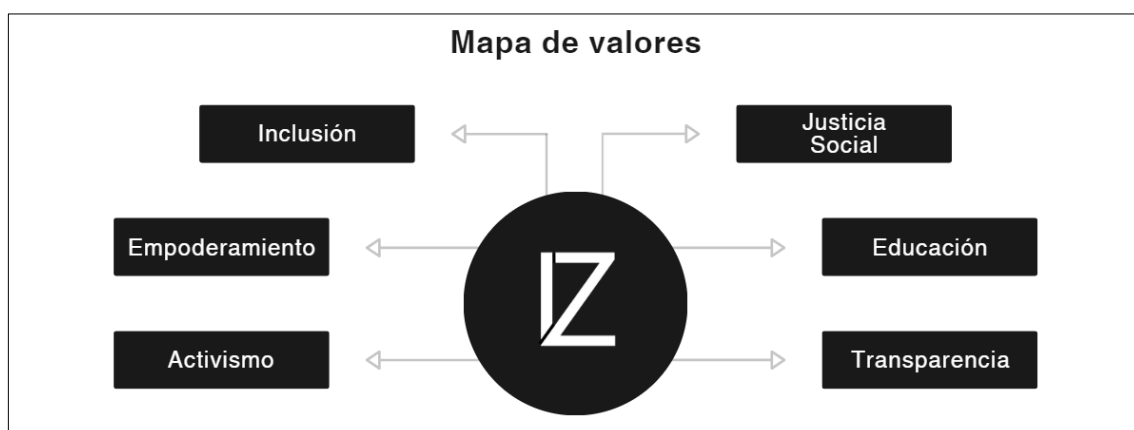 Mapa de valores
Inclusión
Justicia
Social
Empoderamiento
Educación
IZ
Activismo
Transparencia